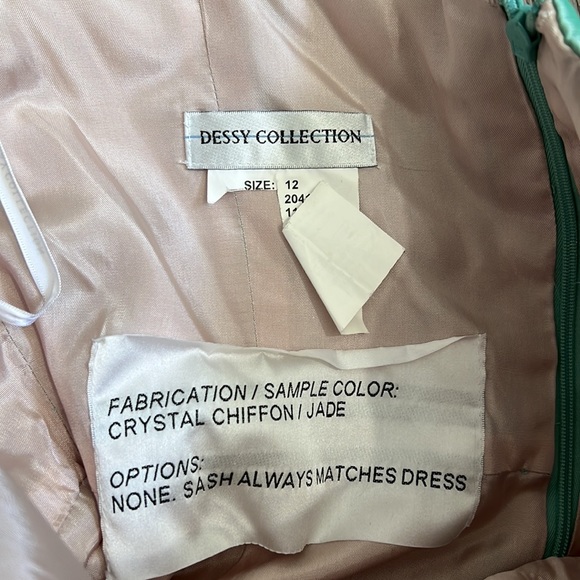 DESSY COLLECTION
SIZE: 12
FABRICATION / SAMPLE COLOR:
CRYSTAL CHIFFON / JADE
OPTIONS:
NONE. SASH ALWAYS MATCHES DRESS